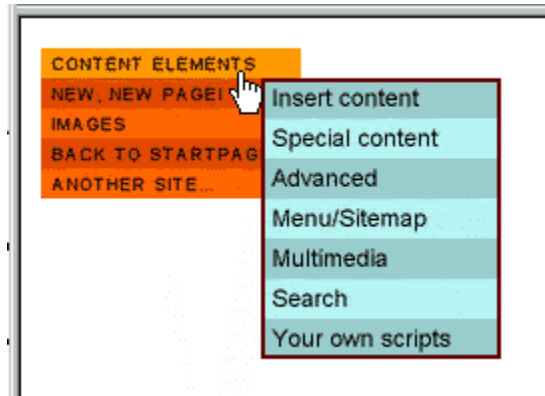 CONTENT ELEMENTS
NEW, NEW PAGE!
IMAGES
BACK TO STARTPAG
ANOTHER SITE...
Insert content
Special content
Advanced
Menu/Sitemap
Multimedia
Search
Your own scripts